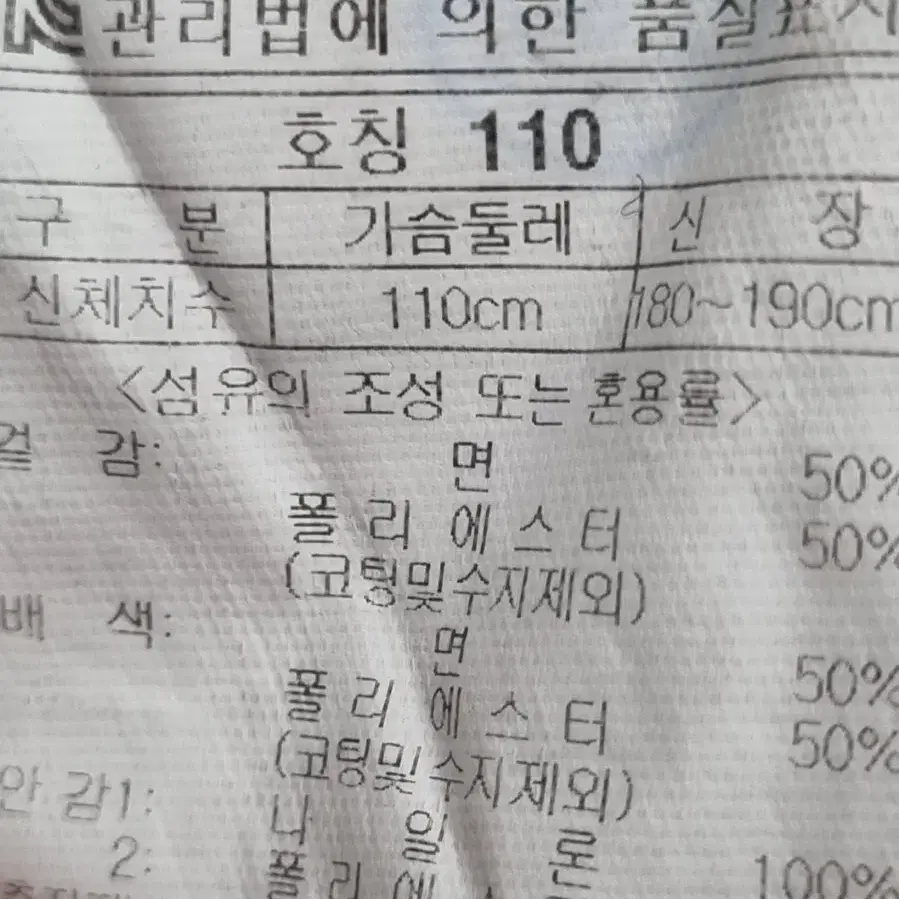 관리법에 의한 품질표시
호칭 110
구 분 가슴둘레 신 장
신체치수 110cm 180~190cm
<섬유의 조성 또는 혼용률>
겉 감: 면 50%
폴리에스터 50%
(코팅및수지제외)
배 색: 면 50%
폴리에스터 50%
(코팅및수지제외)
안감1: 나일론 100%
2: 폴리에스